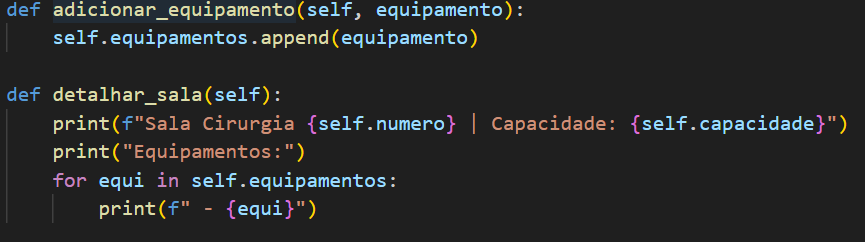 def adicionar_equipamento(self, equipamento):
    self.equipamentos.append(equipamento)
def detalhar_sala(self):
    print(f"Sala Cirurgia {self.numero} | Capacidade: {self.capacidade}")
    print("Equipamentos:")
    for equi in self.equipamentos:
        print(f" - {equi}")